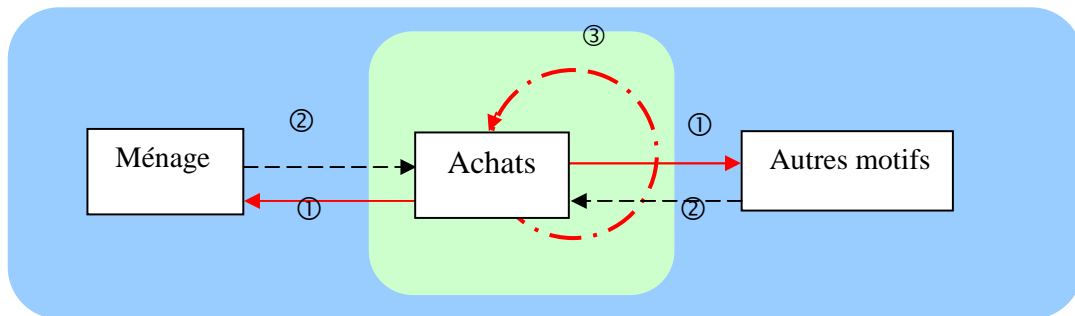 ③
② ①
Ménage Achats Autres motifs
① ②